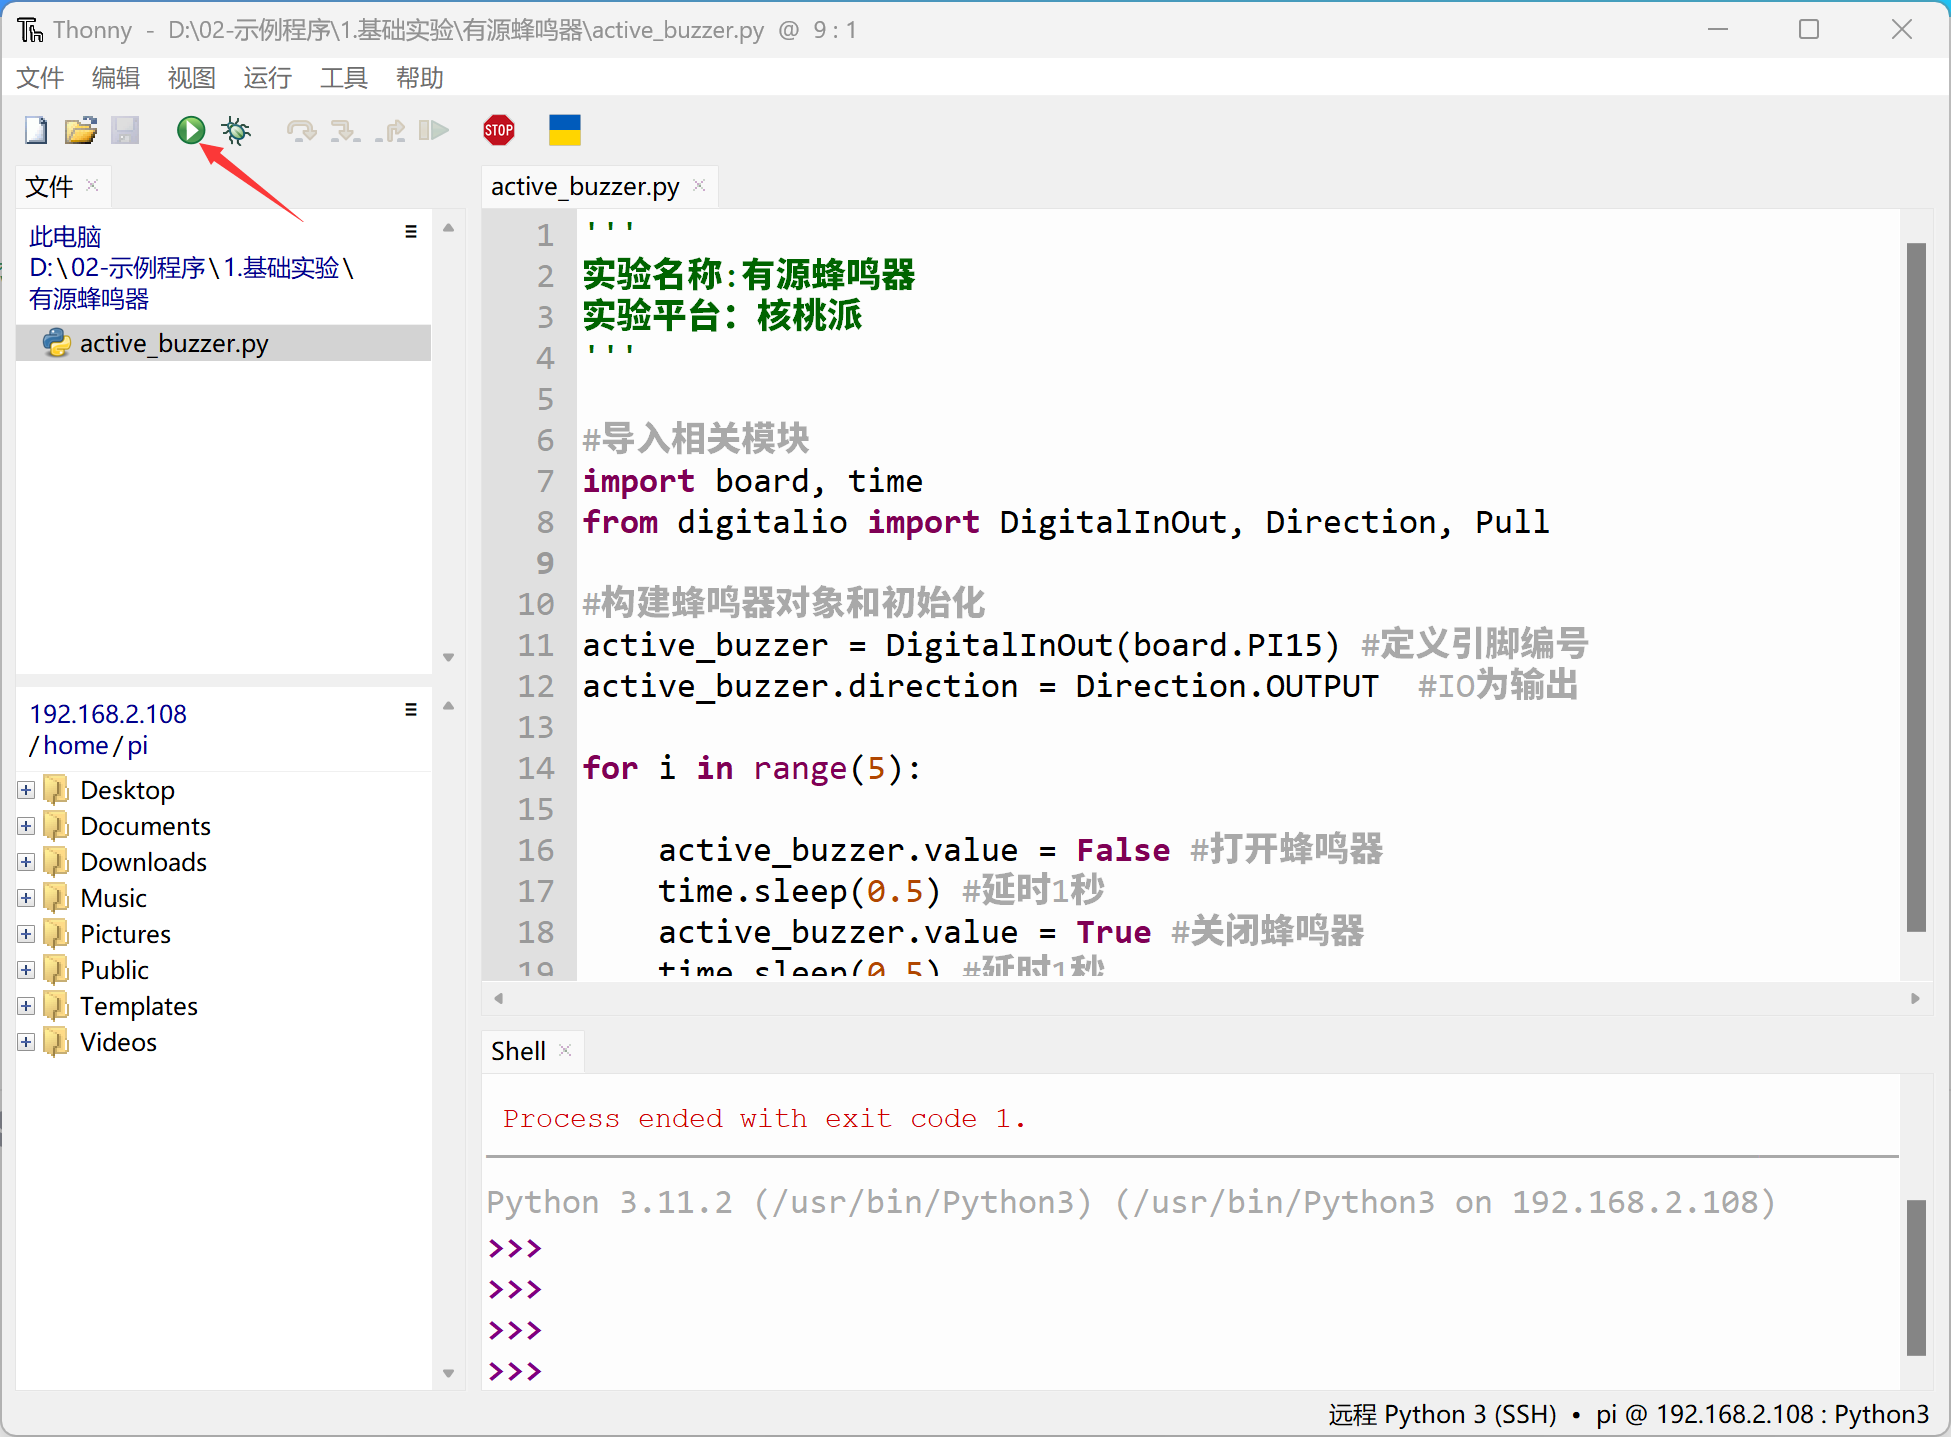 Thonny - D:\02-示例程序\1.基础实验\有源蜂鸣器\active_buzzer.py @ 9 : 1
文件 编辑 视图 运行 工具 帮助
STOP
文件
此电脑
D:\02-示例程序\1.基础实验\
有源蜂鸣器
active_buzzer.py
192.168.2.108
/home/pi
Desktop
Documents
Downloads
Music
Pictures
Public
Templates
Videos
active_buzzer.py
1 '''
2 实验名称:有源蜂鸣器
3 实验平台：核桃派
4 '''
5
6 #导入相关模块
7 import board, time
8 from digitalio import DigitalInOut, Direction, Pull
9
10 #构建蜂鸣器对象和初始化
11 active_buzzer = DigitalInOut(board.PI15) #定义引脚编号
12 active_buzzer.direction = Direction.OUTPUT  #IO为输出
13
14 for i in range(5):
15
16     active_buzzer.value = False #打开蜂鸣器
17     time.sleep(0.5) #延时1秒
18     active_buzzer.value = True #关闭蜂鸣器
19     time.sleep(0.5) #延时1秒
Shell
Process ended with exit code 1.
Python 3.11.2 (/usr/bin/Python3) (/usr/bin/Python3 on 192.168.2.108)
>>>
>>>
>>>
>>>
远程 Python 3 (SSH) • pi @ 192.168.2.108 : Python3